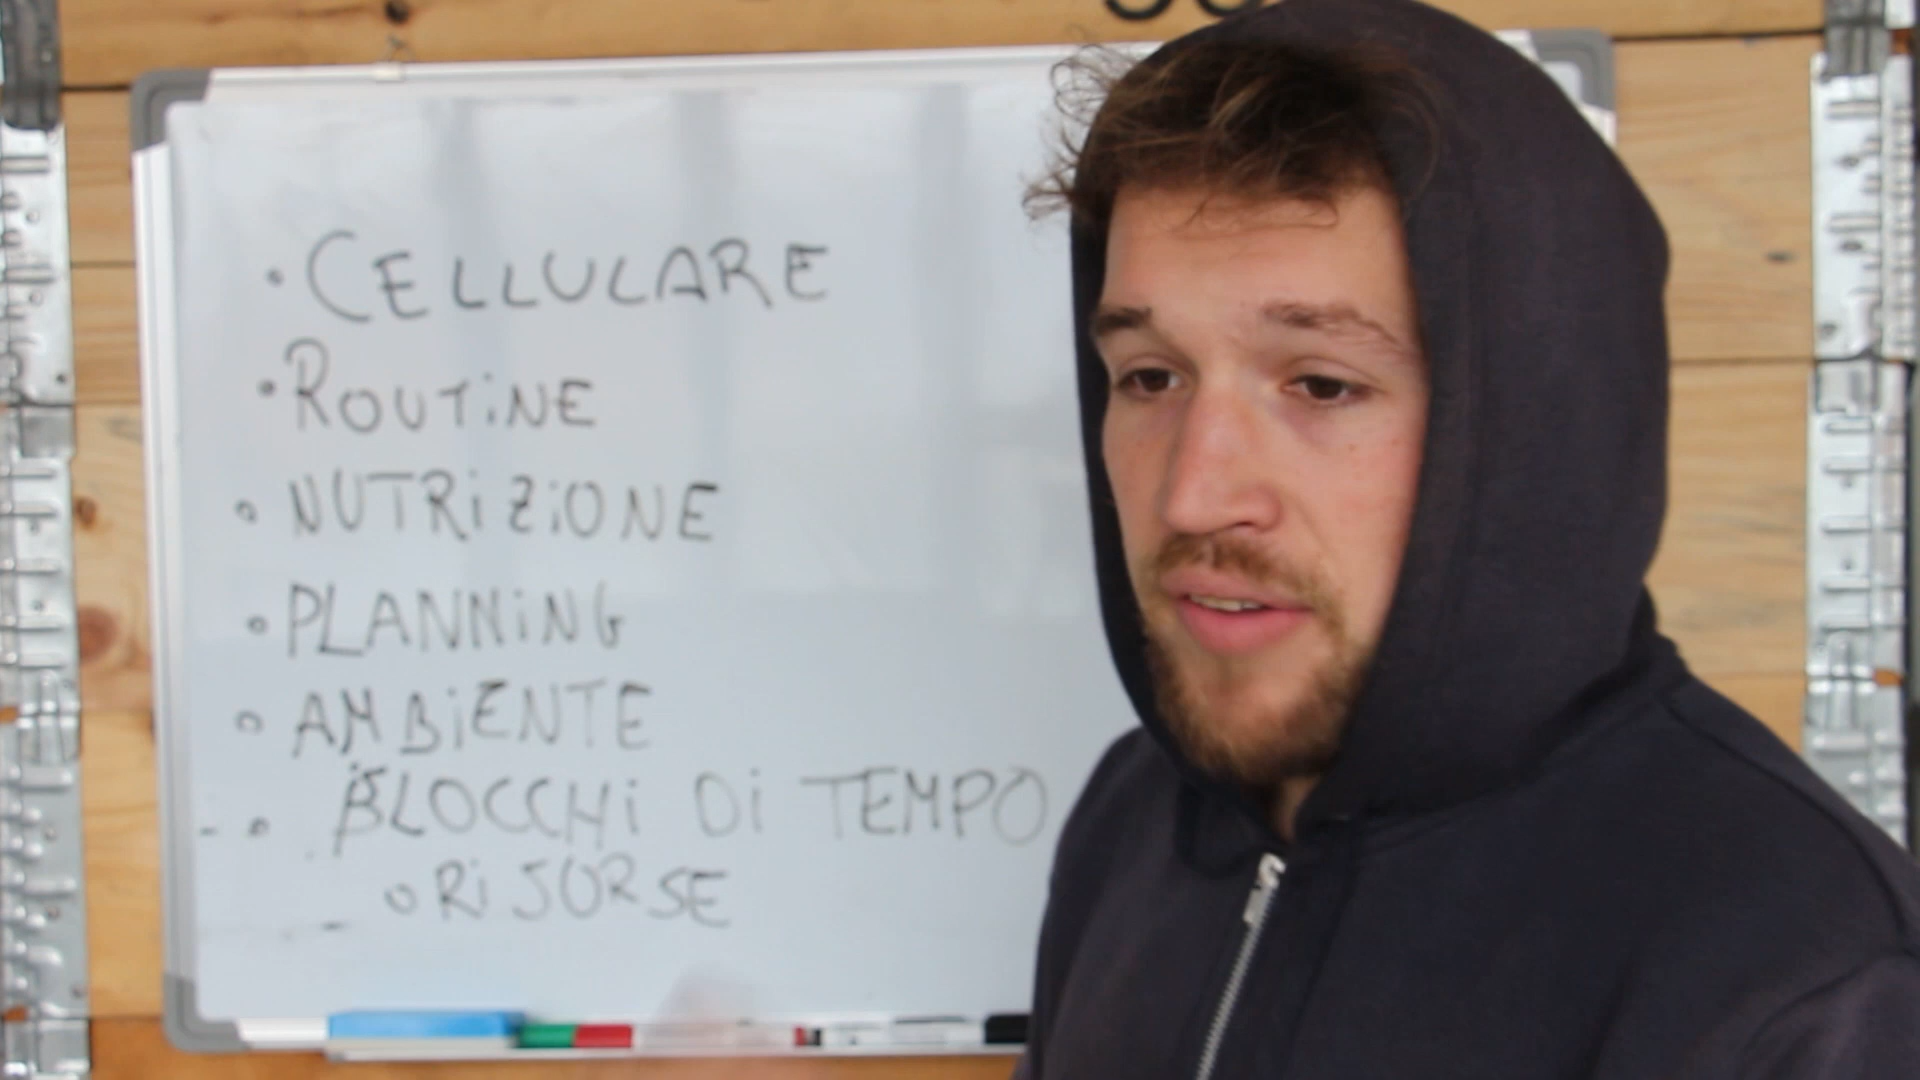 • CELLULARE
• ROUTiNE
• NUTRiZiONE
• PLANNiNG
• AMBiENTE
- • BLOCCHi Di TEMPO
• RiSORSE